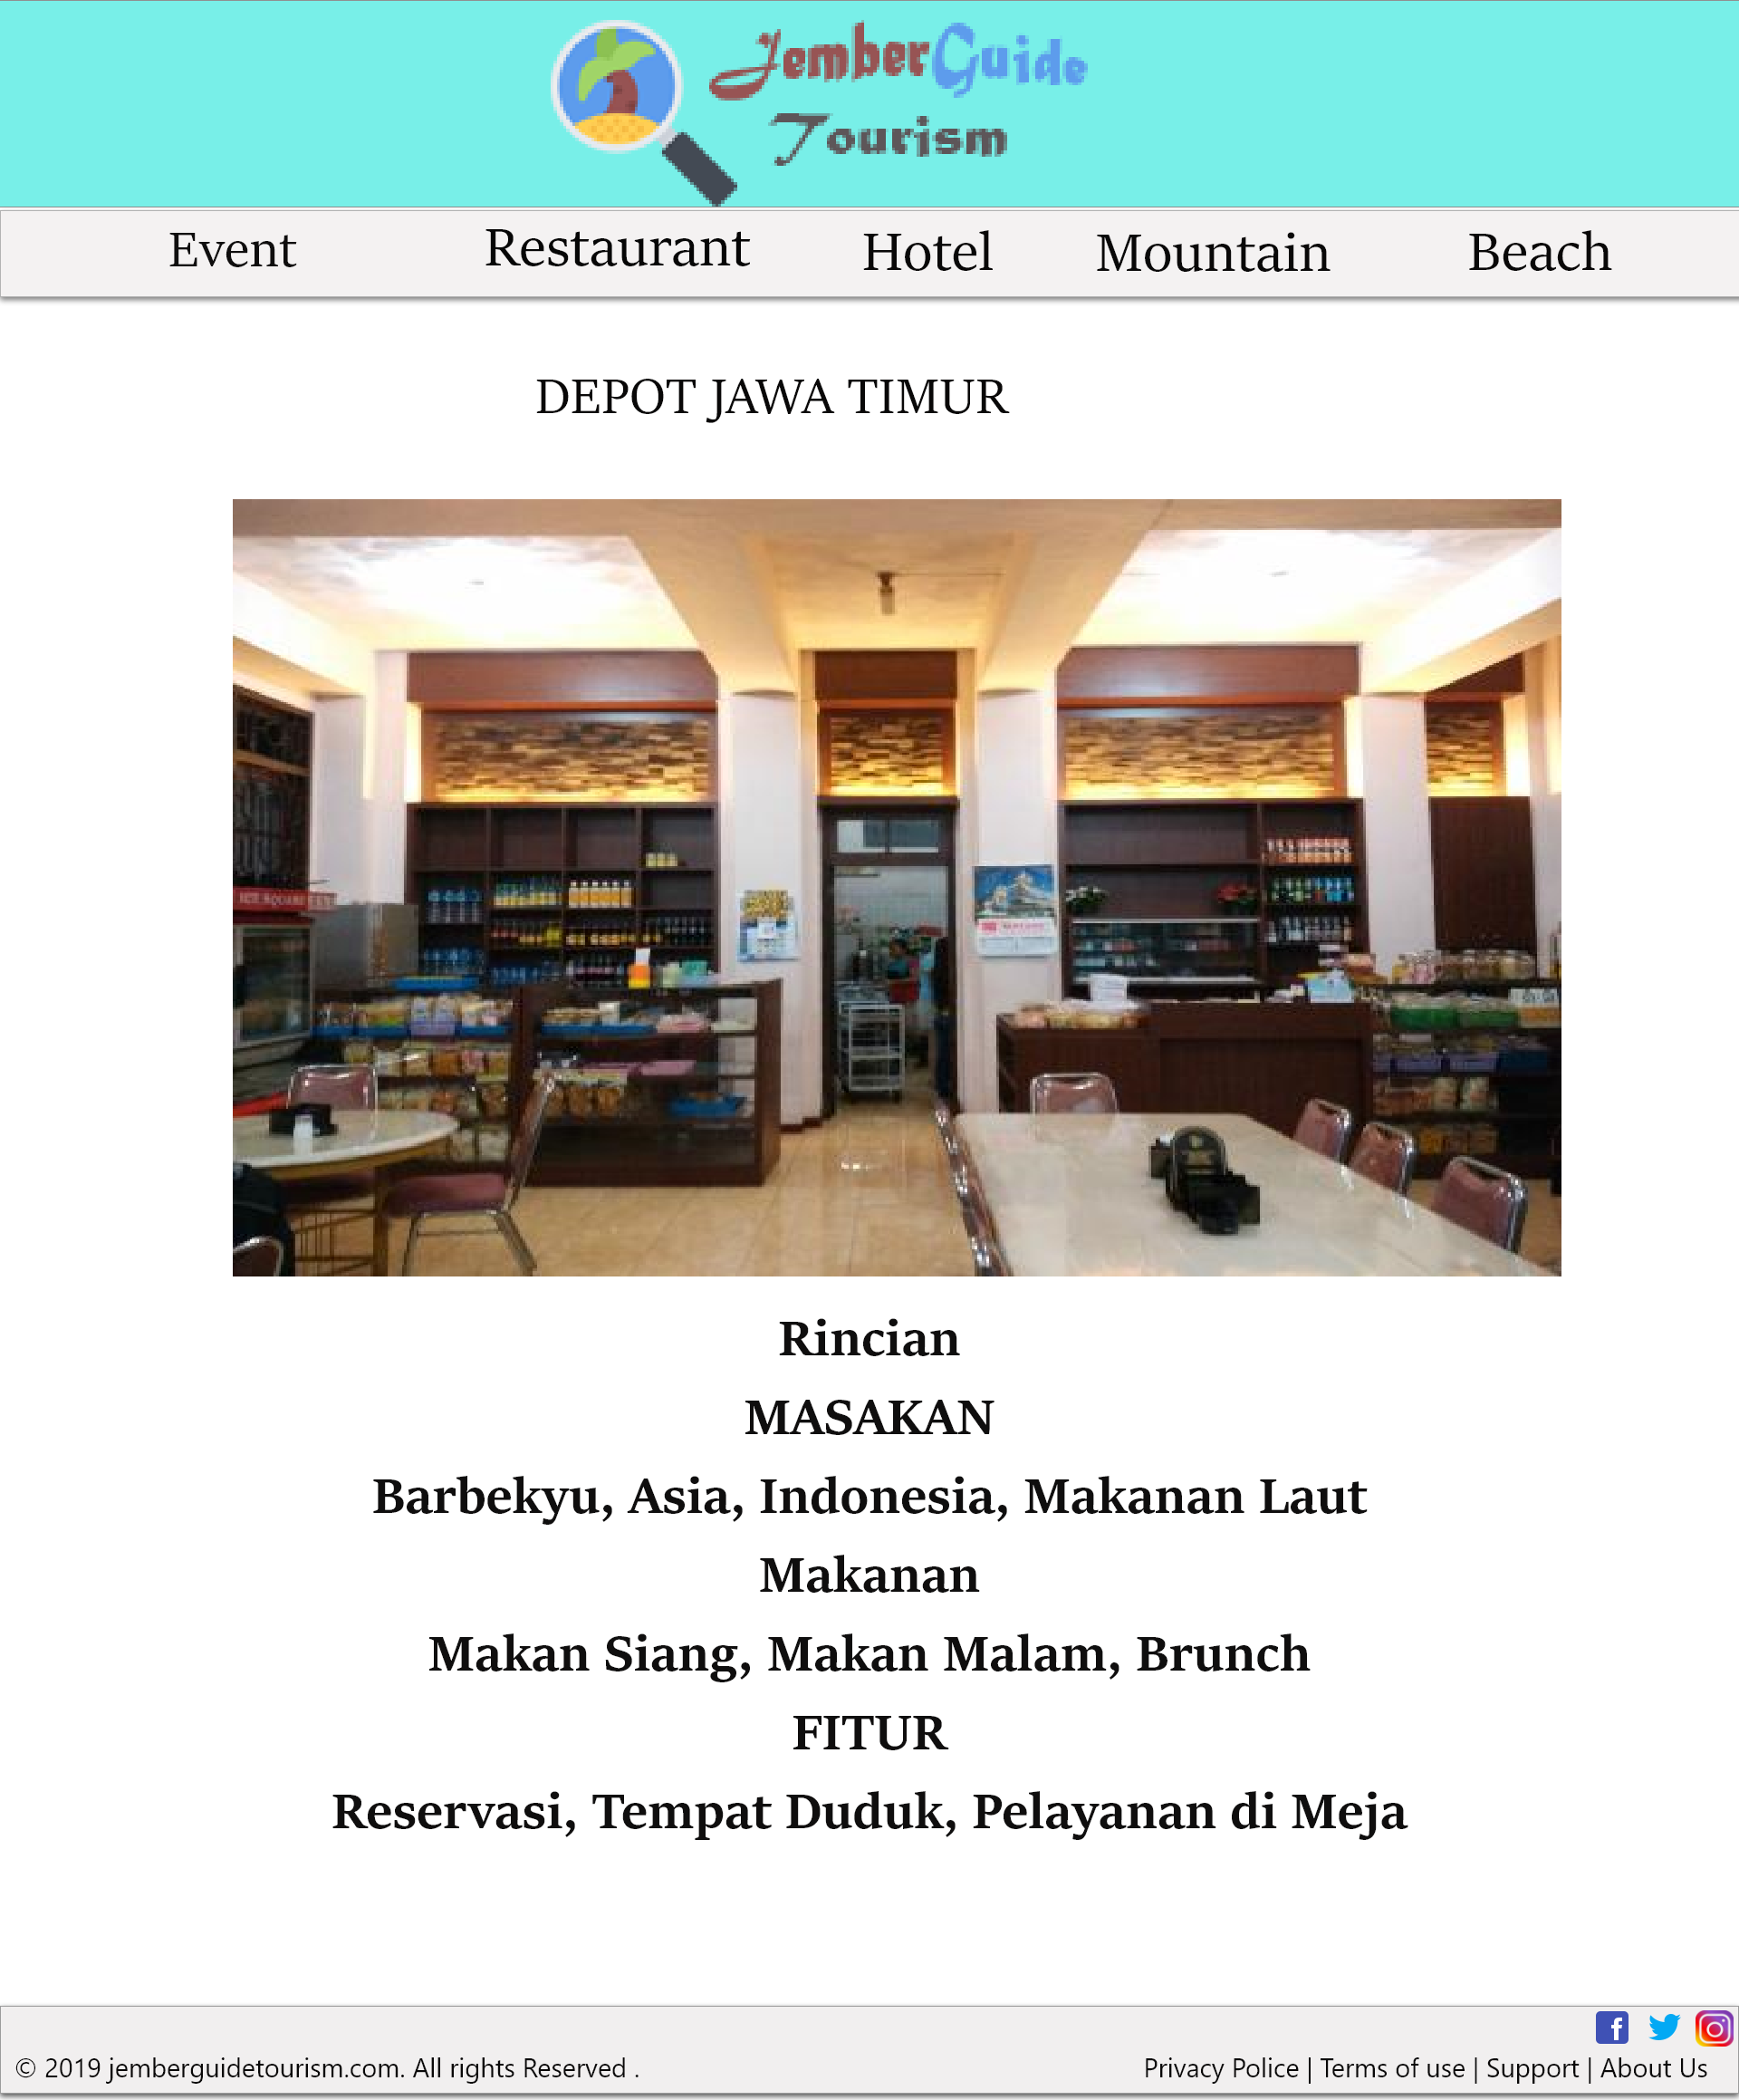 JemberGuide
Tourism
Event Restaurant Hotel Mountain Beach
DEPOT JAWA TIMUR
Rincian
MASAKAN
Barbekyu, Asia, Indonesia, Makanan Laut
Makanan
Makan Siang, Makan Malam, Brunch
FITUR
Reservasi, Tempat Duduk, Pelayanan di Meja
© 2019 jemberguidetourism.com. All rights Reserved .
Privacy Police | Terms of use | Support | About Us